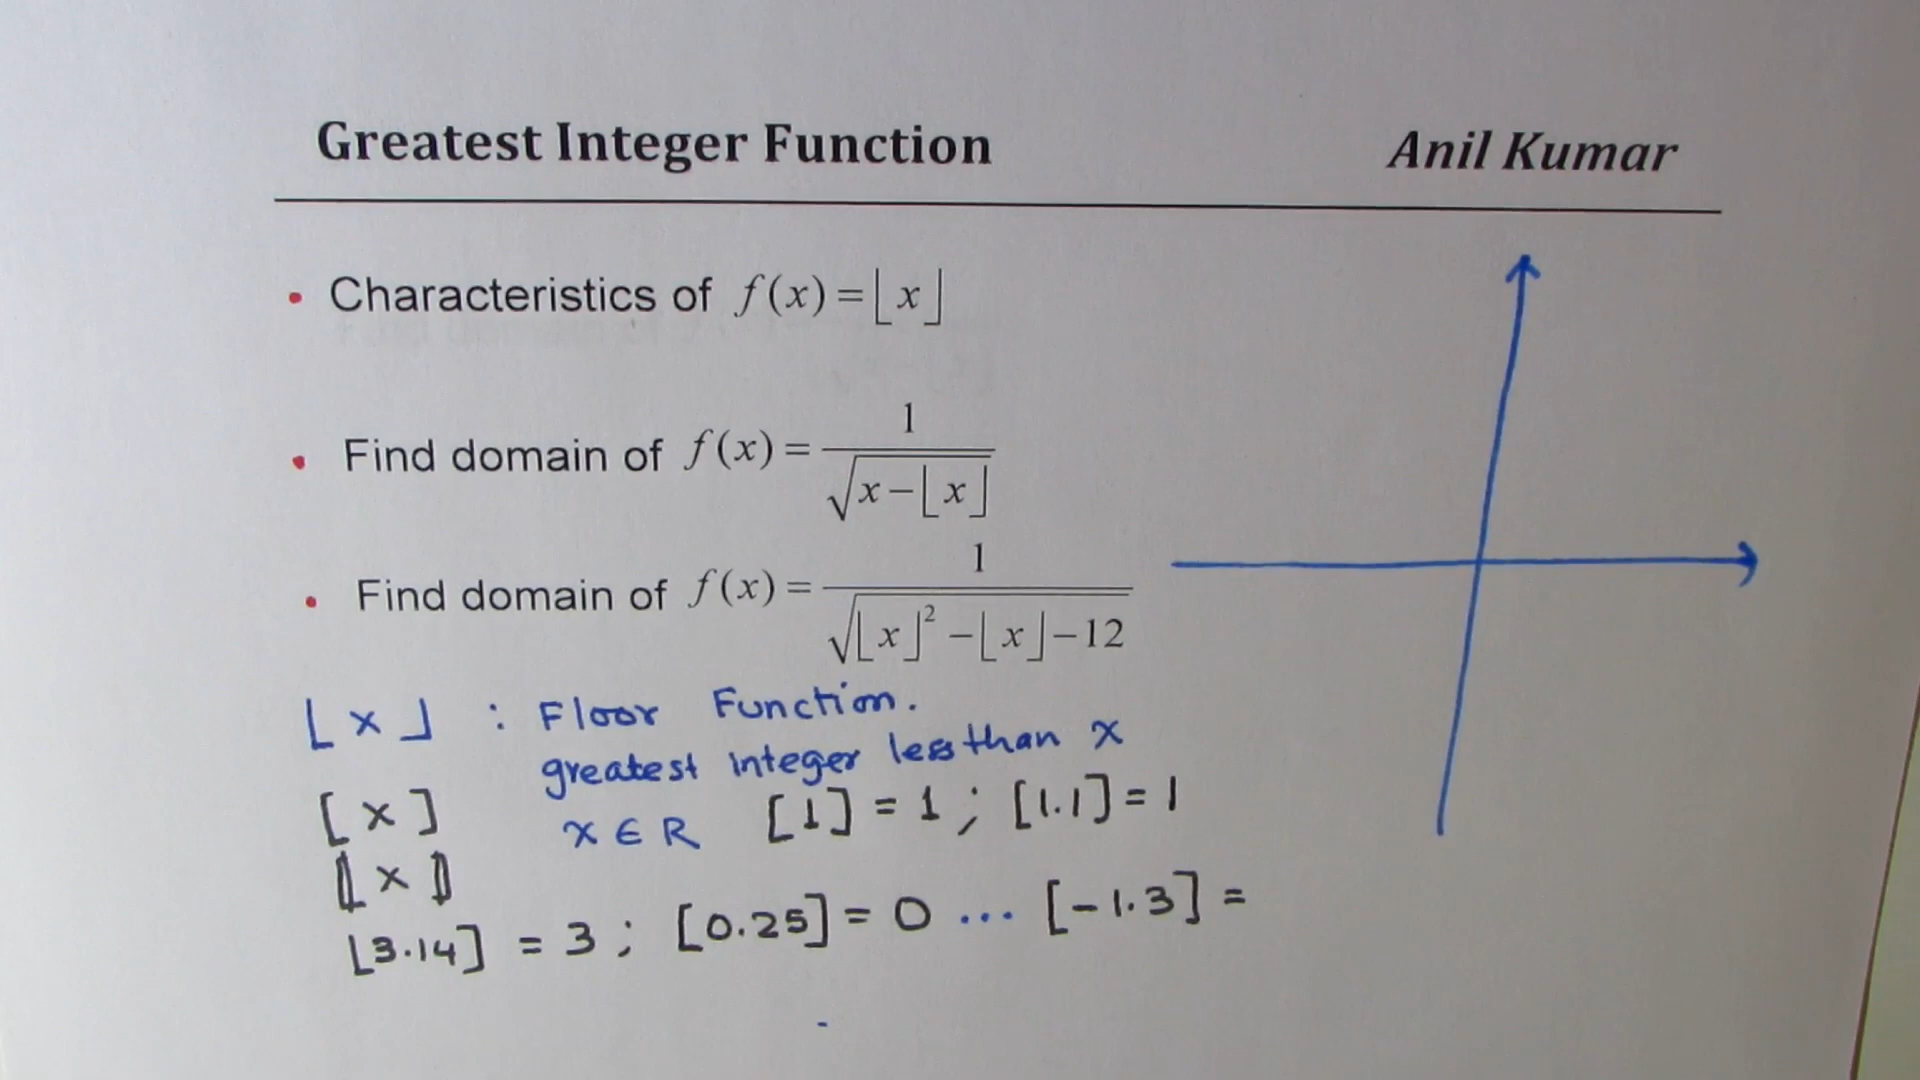 Greatest Integer Function Anil Kumar
• Characteristics of f(x)=⌊x⌋
• Find domain of f(x)= 1/√(x−⌊x⌋)
• Find domain of f(x)= 1/√(⌊x⌋²−⌊x⌋−12)
⌊x⌋ : Floor Function.
greatest integer less than x
[x] x ∈ R [1] = 1 ; [1.1] = 1
⟦x⟧
⌊3.14⌋ = 3 ; [0.25] = 0 ... [-1.3] =